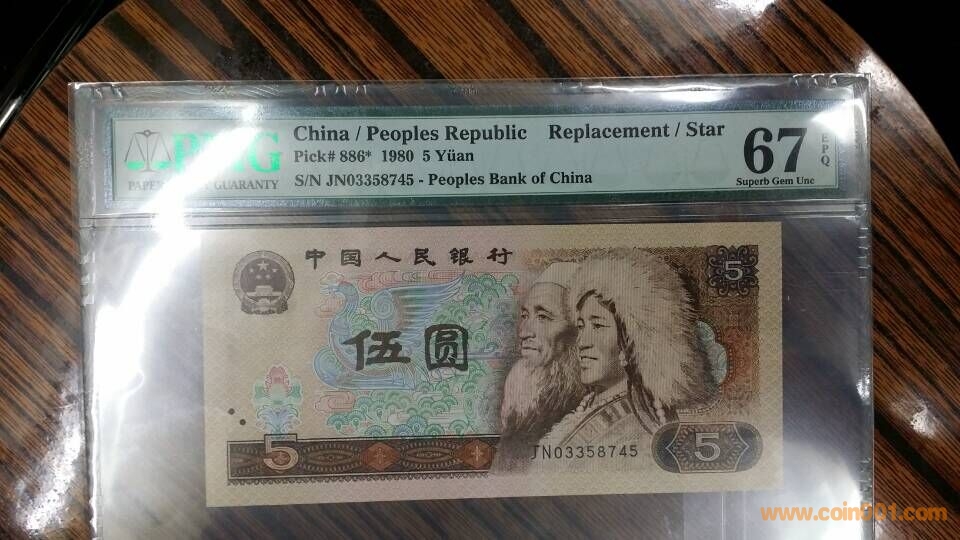 PMG
PAPER MONEY GUARANTY
China / Peoples Republic Replacement / Star
Pick# 886* 1980 5 Yüan
S/N JN03358745 - Peoples Bank of China
67
EPQ
Superb Gem Unc
中国人民银行
5
伍圆
5
JN03358745
5
www.coin001.com